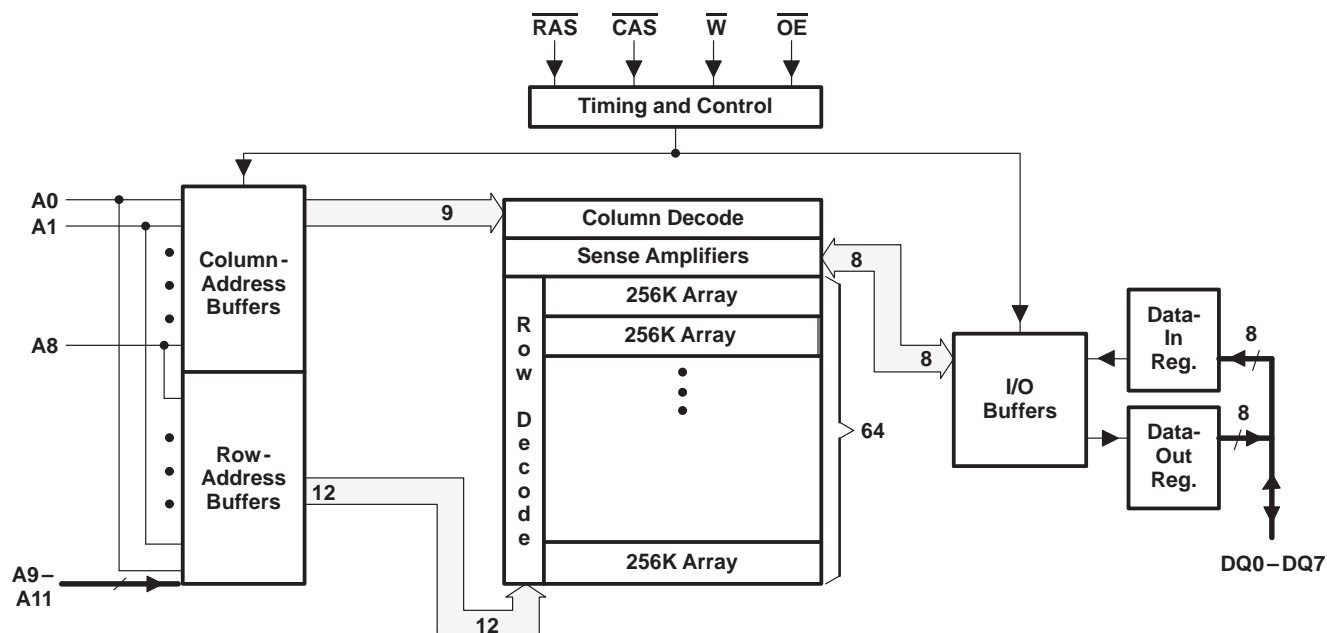 RAS CAS W OE
Timing and Control
A0
A1
A8
A9–
A11
Column-
Address
Buffers
Row-
Address
Buffers
9
12
12
Column Decode
Sense Amplifiers
Row Decode
256K Array
256K Array
256K Array
64
8
8
I/O
Buffers
Data-
In
Reg.
8
Data-
Out
Reg.
8
DQ0–DQ7